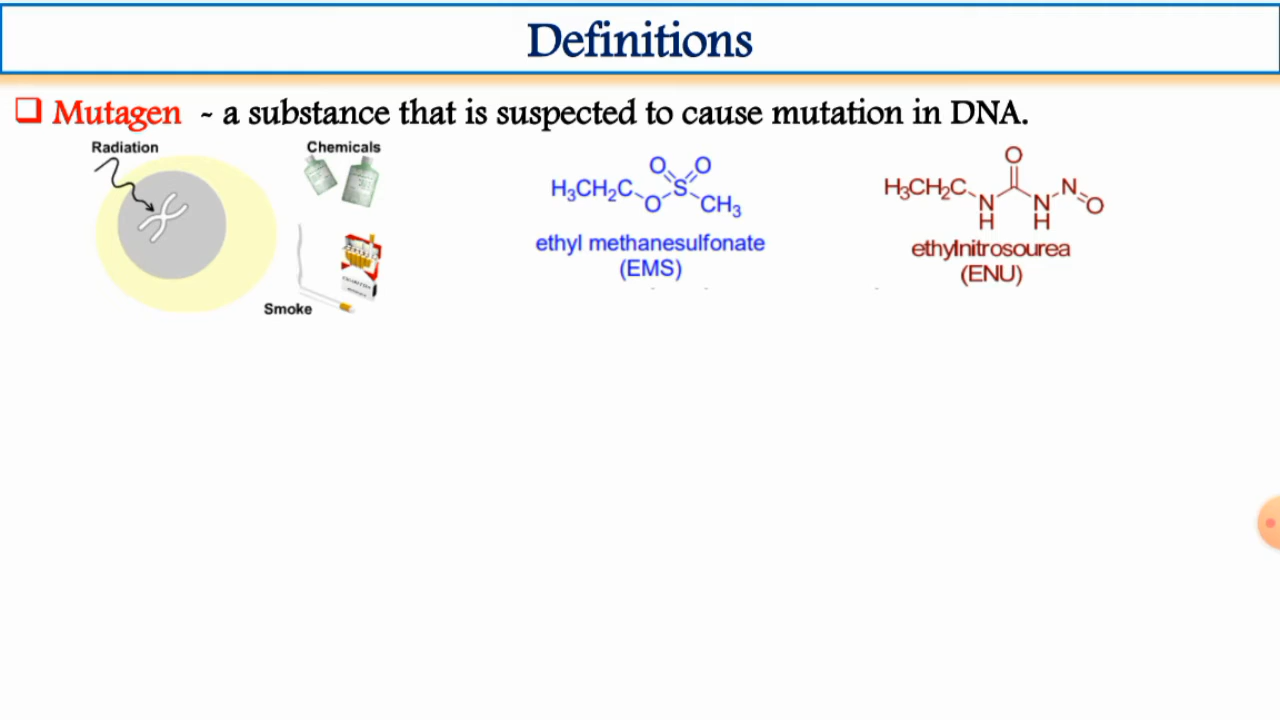 Definitions
❑ Mutagen - a substance that is suspected to cause mutation in DNA.
Radiation
Chemicals
Smoke
O O
H₃CH₂C S
O CH₃
ethyl methanesulfonate
(EMS)
O
H₃CH₂C N N N O
H H
ethylnitrosourea
(ENU)